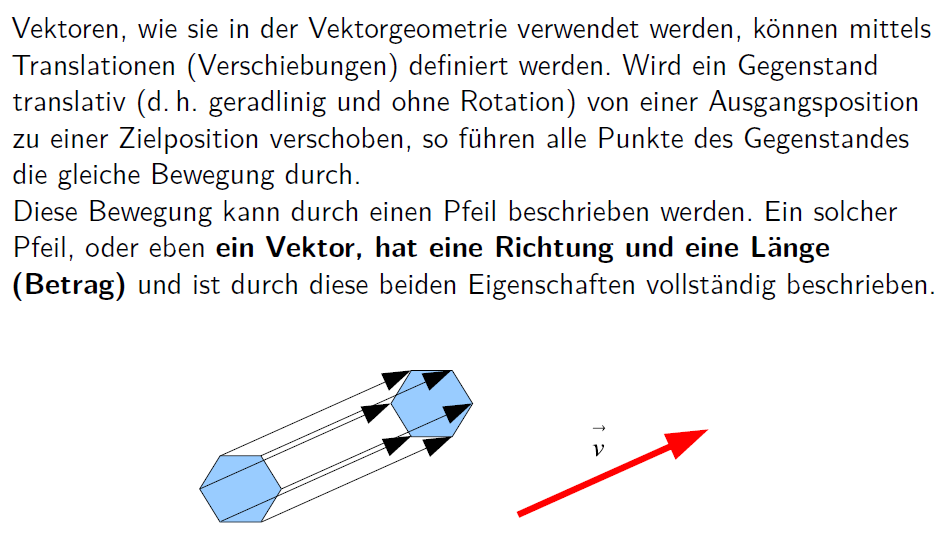 Vektoren, wie sie in der Vektorgeometrie verwendet werden, können mittels
Translationen (Verschiebungen) definiert werden. Wird ein Gegenstand
translativ (d. h. geradlinig und ohne Rotation) von einer Ausgangsposition
zu einer Zielposition verschoben, so führen alle Punkte des Gegenstandes
die gleiche Bewegung durch.
Diese Bewegung kann durch einen Pfeil beschrieben werden. Ein solcher
Pfeil, oder eben ein Vektor, hat eine Richtung und eine Länge
(Betrag) und ist durch diese beiden Eigenschaften vollständig beschrieben.
v⃗